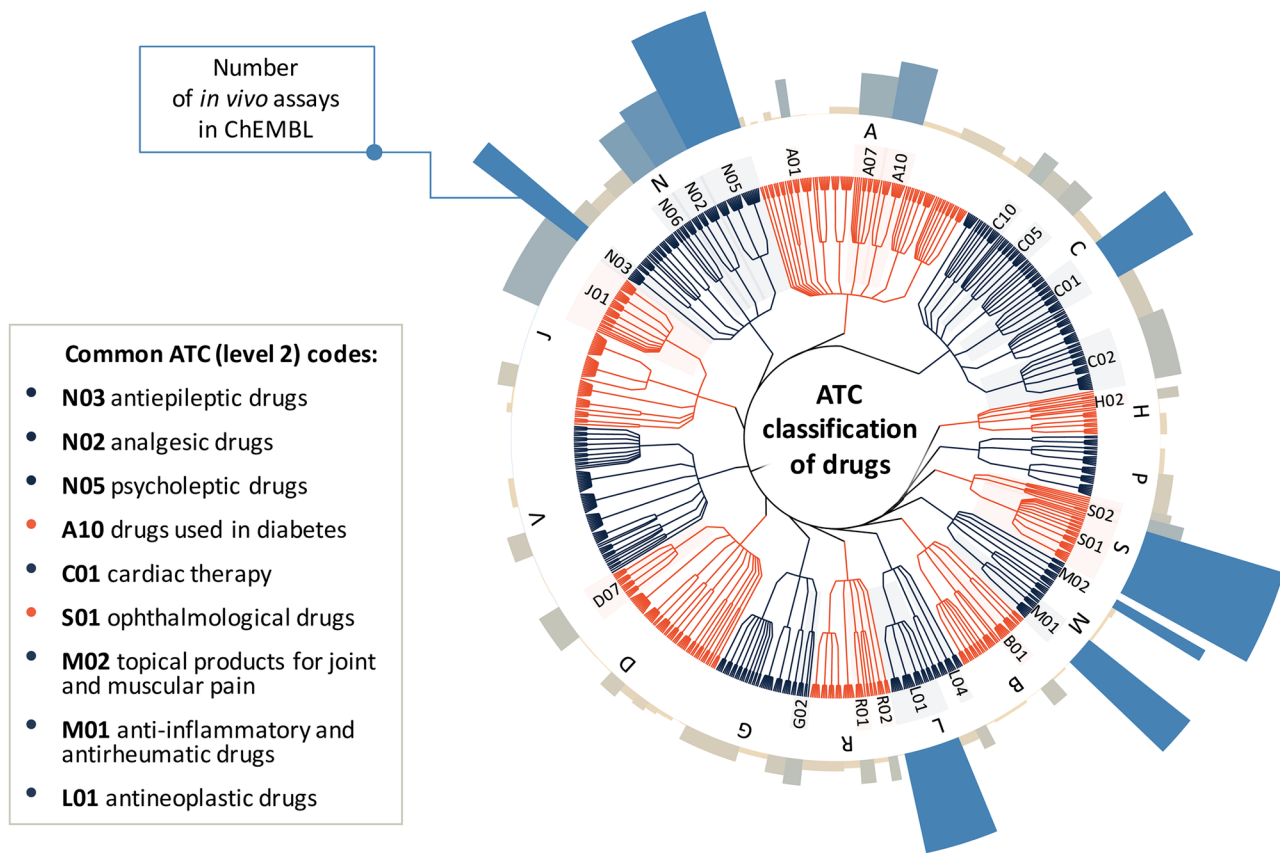 Number
of in vivo assays
in ChEMBL
Common ATC (level 2) codes:
• N03 antiepileptic drugs
• N02 analgesic drugs
• N05 psycholeptic drugs
• A10 drugs used in diabetes
• C01 cardiac therapy
• S01 ophthalmological drugs
• M02 topical products for joint
and muscular pain
• M01 anti-inflammatory and
antirheumatic drugs
• L01 antineoplastic drugs
ATC
classification
of drugs
A
A01
A07
A10
C
C10
C05
C01
C02
H
H02
P
S
S02
S01
M
M02
M01
B
B01
L
L04
L01
R
R02
R01
G
G02
D
D07
V
J
J01
N
N03
N06
N02
N05